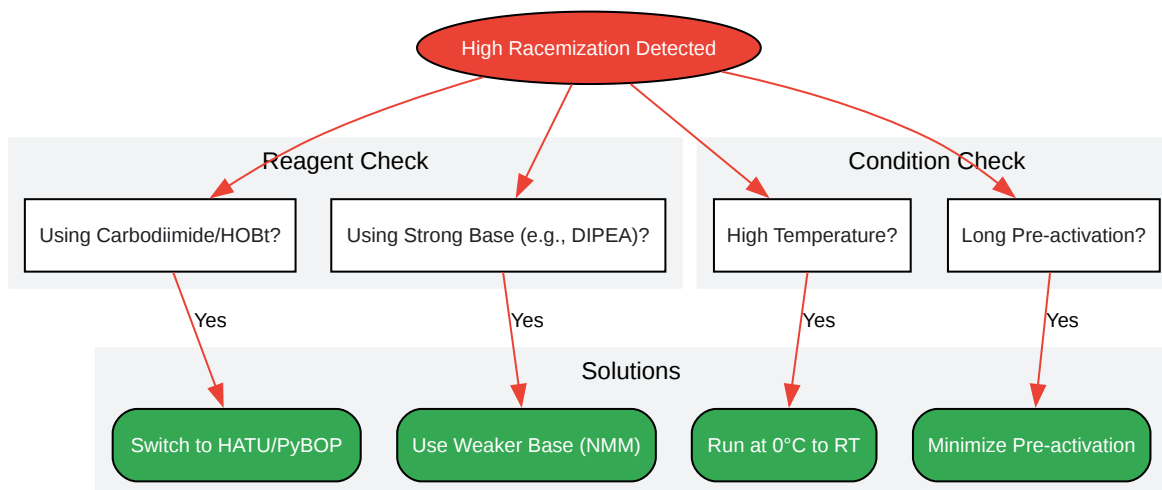 High Racemization Detected
Reagent Check
Condition Check
Using Carbodiimide/HOBt?
Using Strong Base (e.g., DIPEA)?
High Temperature?
Long Pre-activation?
Yes
Yes
Yes
Yes
Solutions
Switch to HATU/PyBOP
Use Weaker Base (NMM)
Run at 0°C to RT
Minimize Pre-activation